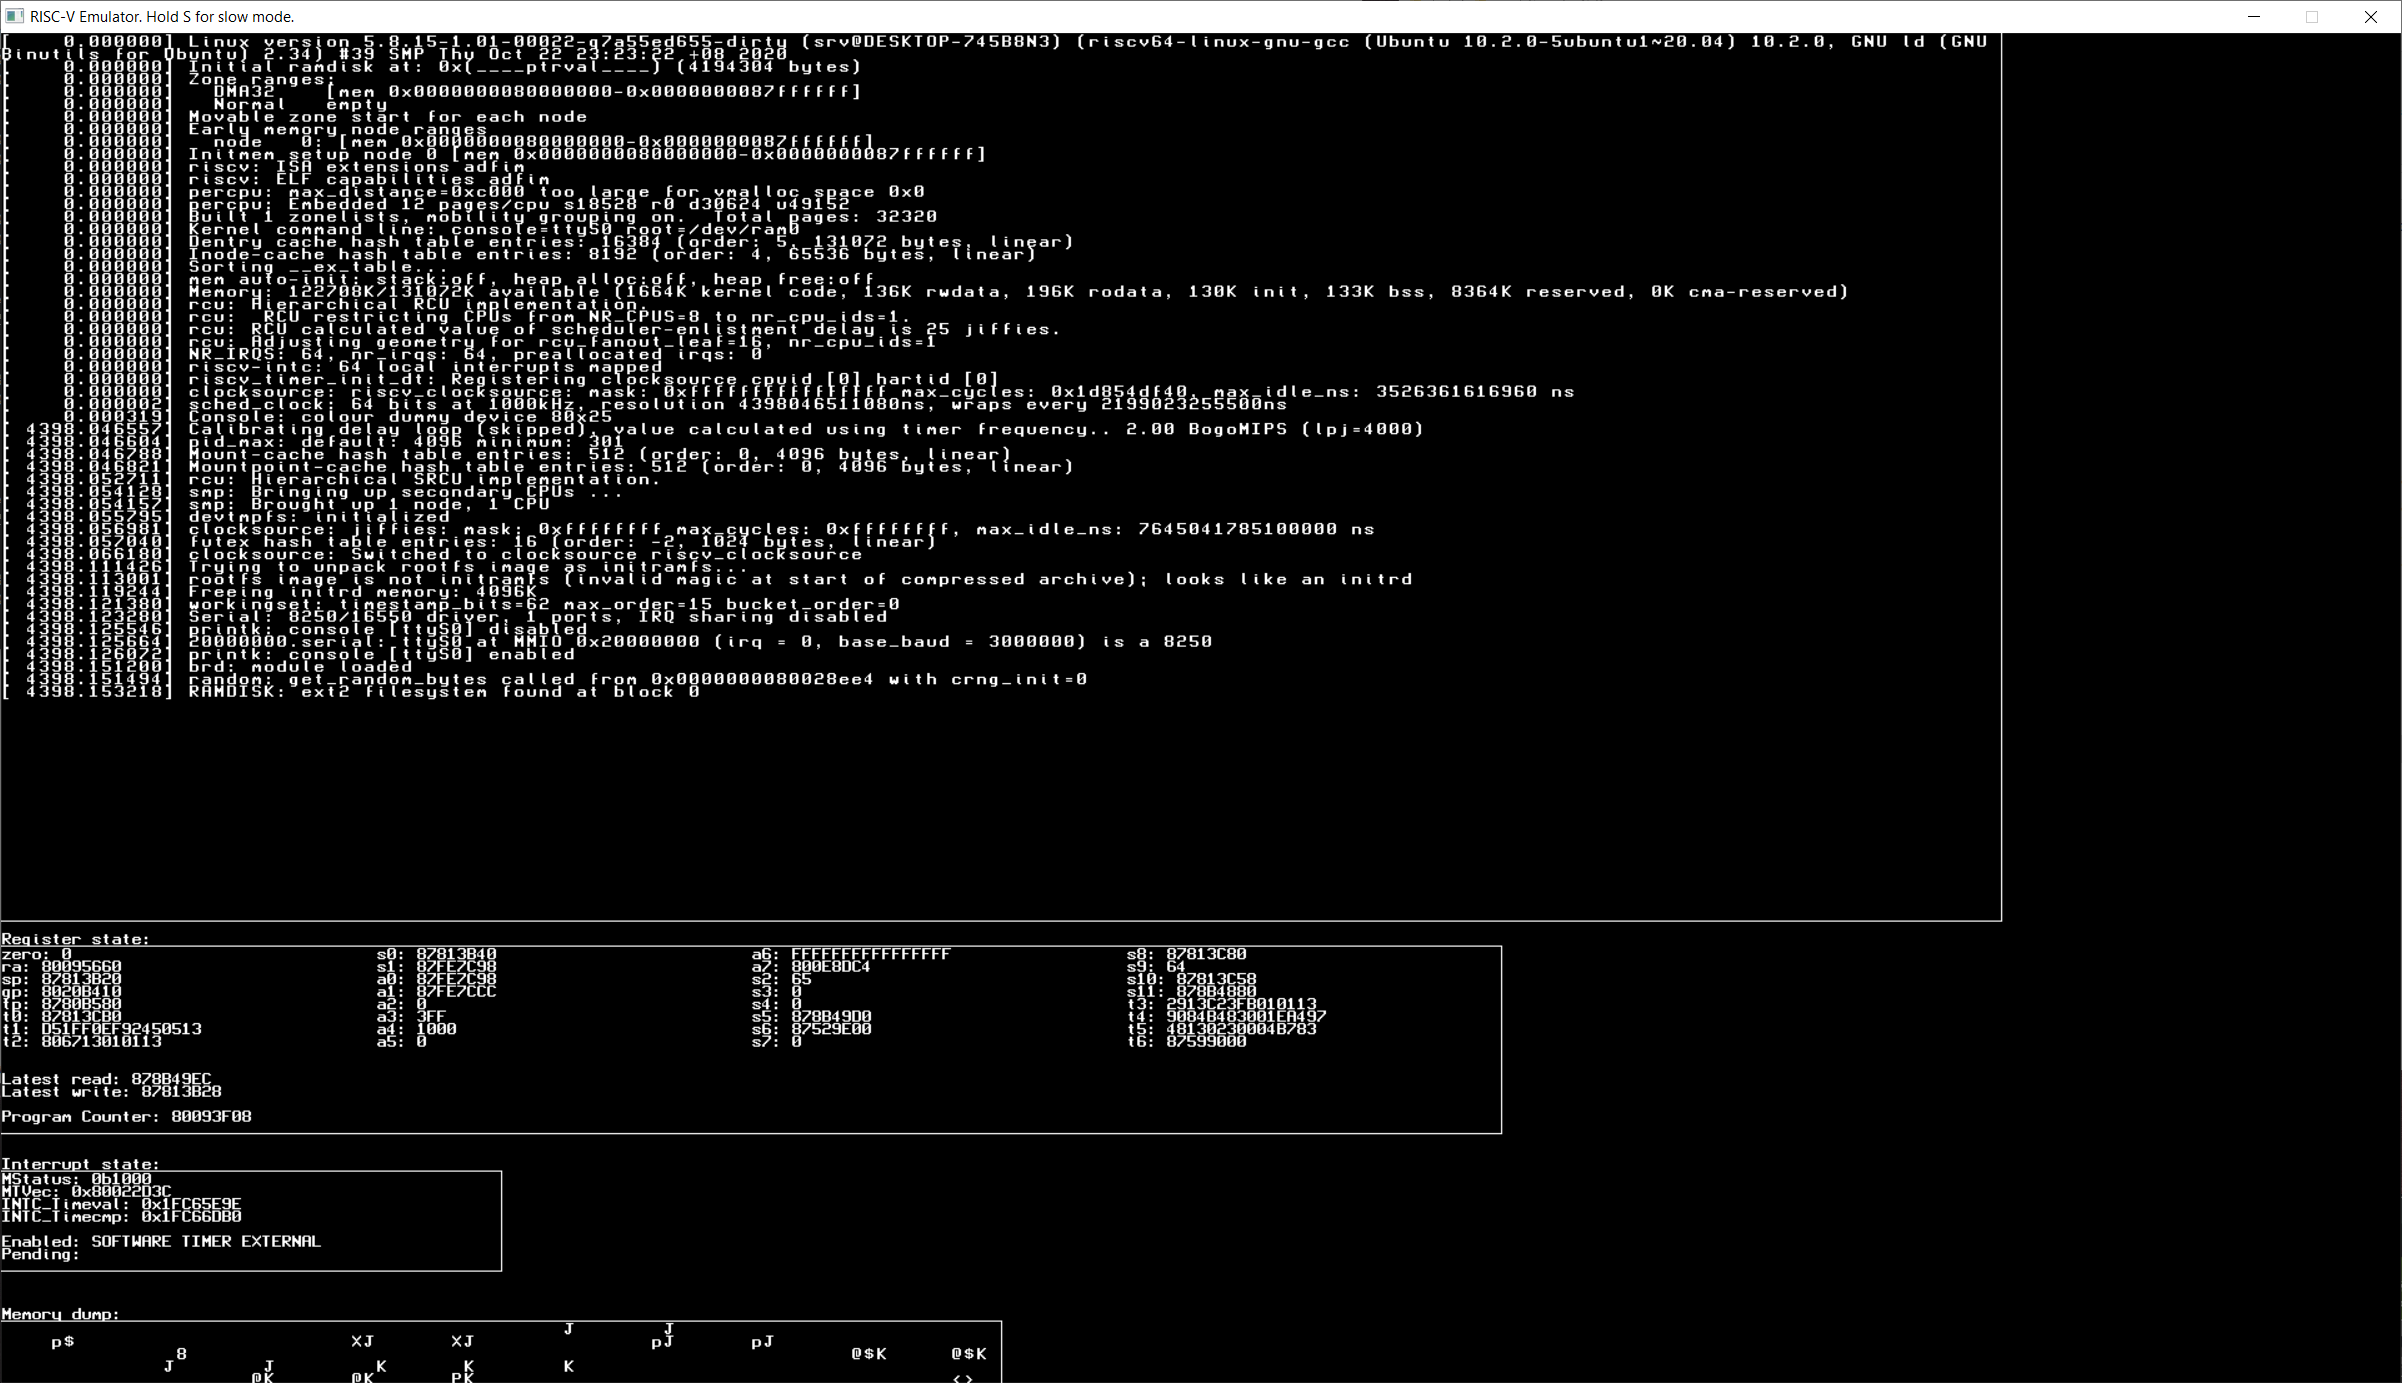 RISC-V Emulator. Hold S for slow mode.
[    0.000000] Linux version 5.8.15-1.01-00022-g7a55ed655-dirty (srv@DESKTOP-745B8N3) (riscv64-linux-gnu-gcc (Ubuntu 10.2.0-5ubuntu1~20.04) 10.2.0, GNU ld (GNU
Binutils for Ubuntu) 2.34) #39 SMP Thu Oct 22 23:23:22 +08 2020
[    0.000000] Initial ramdisk at: 0x(____ptrval____) (4194304 bytes)
[    0.000000] Zone ranges:
[    0.000000]   DMA32    [mem 0x0000000080000000-0x0000000087ffffff]
[    0.000000]   Normal   empty
[    0.000000] Movable zone start for each node
[    0.000000] Early memory node ranges
[    0.000000]   node   0: [mem 0x0000000080000000-0x0000000087ffffff]
[    0.000000] Initmem setup node 0 [mem 0x0000000080000000-0x0000000087ffffff]
[    0.000000] riscv: ISA extensions adfim
[    0.000000] riscv: ELF capabilities adfim
[    0.000000] percpu: max_distance=0xc000 too large for vmalloc space 0x0
[    0.000000] percpu: Embedded 12 pages/cpu s18528 r0 d30624 u49152
[    0.000000] Built 1 zonelists, mobility grouping on.  Total pages: 32320
[    0.000000] Kernel command line: console=ttyS0 root=/dev/ram0
[    0.000000] Dentry cache hash table entries: 16384 (order: 5, 131072 bytes, linear)
[    0.000000] Inode-cache hash table entries: 8192 (order: 4, 65536 bytes, linear)
[    0.000000] Sorting __ex_table...
[    0.000000] mem auto-init: stack:off, heap alloc:off, heap free:off
[    0.000000] Memory: 122708K/131072K available (1664K kernel code, 136K rwdata, 196K rodata, 130K init, 133K bss, 8364K reserved, 0K cma-reserved)
[    0.000000] rcu: Hierarchical RCU implementation.
[    0.000000] rcu:  RCU restricting CPUs from NR_CPUS=8 to nr_cpu_ids=1.
[    0.000000] rcu: RCU calculated value of scheduler-enlistment delay is 25 jiffies.
[    0.000000] rcu: Adjusting geometry for rcu_fanout_leaf=16, nr_cpu_ids=1
[    0.000000] NR_IRQS: 64, nr_irqs: 64, preallocated irqs: 0
[    0.000000] riscv-intc: 64 local interrupts mapped
[    0.000000] riscv_timer_init_dt: Registering clocksource cpuid [0] hartid [0]
[    0.000000] clocksource: riscv_clocksource: mask: 0xffffffffffffffff max_cycles: 0x1d854df40, max_idle_ns: 3526361616960 ns
[    0.000002] sched_clock: 64 bits at 1000kHz, resolution 4398046511080ns, wraps every 2199023255500ns
[    0.000319] Console: colour dummy device 80x25
[ 4398.046557] Calibrating delay loop (skipped), value calculated using timer frequency.. 2.00 BogoMIPS (lpj=4000)
[ 4398.046604] pid_max: default: 4096 minimum: 301
[ 4398.046788] Mount-cache hash table entries: 512 (order: 0, 4096 bytes, linear)
[ 4398.046821] Mountpoint-cache hash table entries: 512 (order: 0, 4096 bytes, linear)
[ 4398.052711] rcu: Hierarchical SRCU implementation.
[ 4398.054128] smp: Bringing up secondary CPUs ...
[ 4398.054157] smp: Brought up 1 node, 1 CPU
[ 4398.055795] devtmpfs: initialized
[ 4398.056981] clocksource: jiffies: mask: 0xffffffff max_cycles: 0xffffffff, max_idle_ns: 7645041785100000 ns
[ 4398.057040] futex hash table entries: 16 (order: -2, 1024 bytes, linear)
[ 4398.066180] clocksource: Switched to clocksource riscv_clocksource
[ 4398.111426] Trying to unpack rootfs image as initramfs...
[ 4398.113001] rootfs image is not initramfs (invalid magic at start of compressed archive); looks like an initrd
[ 4398.119244] Freeing initrd memory: 4096K
[ 4398.121380] workingset: timestamp_bits=62 max_order=15 bucket_order=0
[ 4398.123280] Serial: 8250/16550 driver, 1 ports, IRQ sharing disabled
[ 4398.125546] printk: console [ttyS0] disabled
[ 4398.125664] 20000000.serial: ttyS0 at MMIO 0x20000000 (irq = 0, base_baud = 3000000) is a 8250
[ 4398.126072] printk: console [ttyS0] enabled
[ 4398.151200] brd: module loaded
[ 4398.151494] random: get_random_bytes called from 0x0000000080028ee4 with crng_init=0
[ 4398.153218] RAMDISK: ext2 filesystem found at block 0
Register state:
zero: 0 s0: 87813B40 a6: FFFFFFFFFFFFFFFF s8: 87813C80
ra: 80095660 s1: 87FE7C98 a7: 800E8DC4 s9: 64
sp: 87813B20 a0: 87FE7C98 s2: 65 s10: 87813C58
gp: 8020B410 a1: 87FE7CCC s3: 0 s11: 878B4880
tp: 8780B580 a2: 0 s4: 0 t3: 2913C23FB010113
t0: 87813CB0 a3: 3FF s5: 878B49D0 t4: 9084B483001EA497
t1: D51FF0EF92450513 a4: 1000 s6: 87529E00 t5: 48130230004B783
t2: 806713010113 a5: 0 s7: 0 t6: 87599000
Latest read: 878B49EC
Latest write: 87813B28
Program Counter: 80093F08
Interrupt state:
MStatus: 0b1000
MTVec: 0x80022D3C
INTC_Timeval: 0x1FC65E9E
INTC_Timecmp: 0x1FC66DB0
Enabled: SOFTWARE TIMER EXTERNAL
Pending:
Memory dump:
J J
p$ XJ XJ pJ pJ
8 @$K @$K
J J K K K
@K @K PK <>